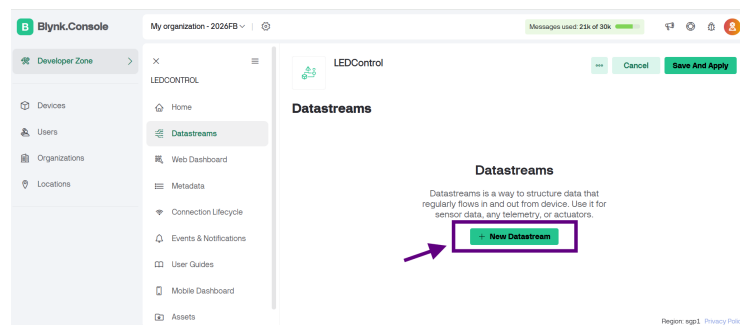 B Blynk.Console
My organization - 2026FB
Messages used: 21k of 30k
Developer Zone
Devices
Users
Organizations
Locations
LEDCONTROL
Home
Datastreams
Web Dashboard
Metadata
Connection Lifecycle
Events & Notifications
User Guides
Mobile Dashboard
Assets
LEDControl
Cancel
Save And Apply
Datastreams
Datastreams
Datastreams is a way to structure data that
regularly flows in and out from device. Use it for
sensor data, any telemetry, or actuators.
+ New Datastream
Region: sgp1 Privacy Poli